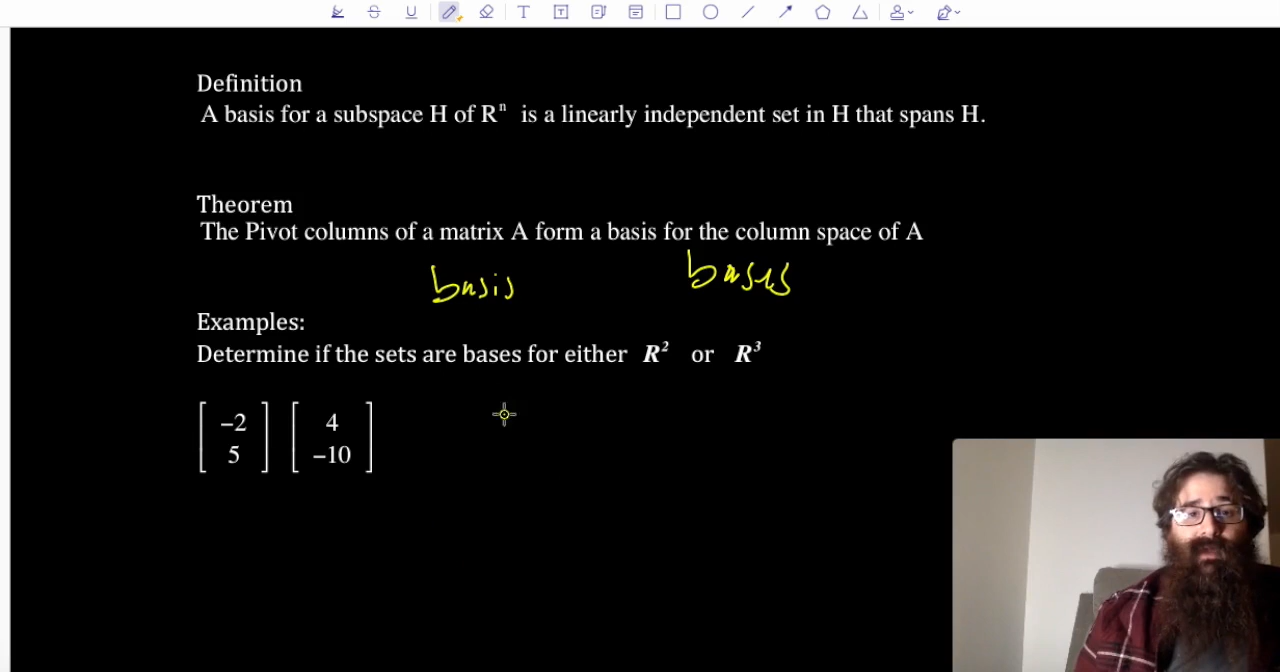 Definition
A basis for a subspace H of Rⁿ is a linearly independent set in H that spans H.
Theorem
The Pivot columns of a matrix A form a basis for the column space of A
basis bases
Examples:
Determine if the sets are bases for either R² or R³
[ −2 ] [ 4 ]
[ 5 ] [ −10 ]